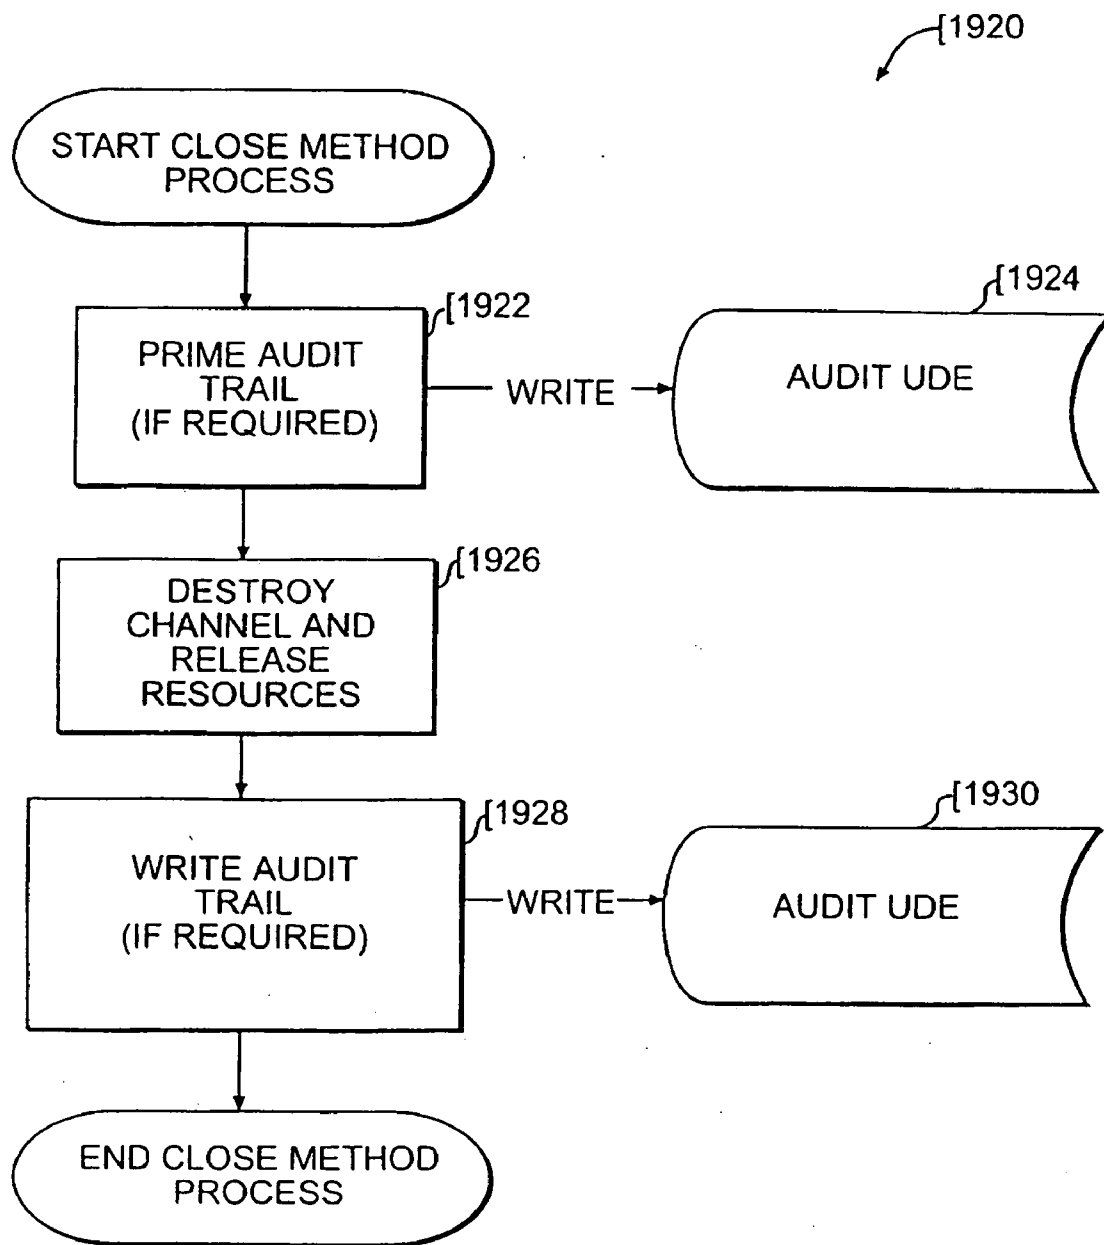 [1920
START CLOSE METHOD
PROCESS
[1922
PRIME AUDIT
TRAIL
(IF REQUIRED)
WRITE
[1924
AUDIT UDE
[1926
DESTROY
CHANNEL AND
RELEASE
RESOURCES
[1928
WRITE AUDIT
TRAIL
(IF REQUIRED)
WRITE
[1930
AUDIT UDE
END CLOSE METHOD
PROCESS